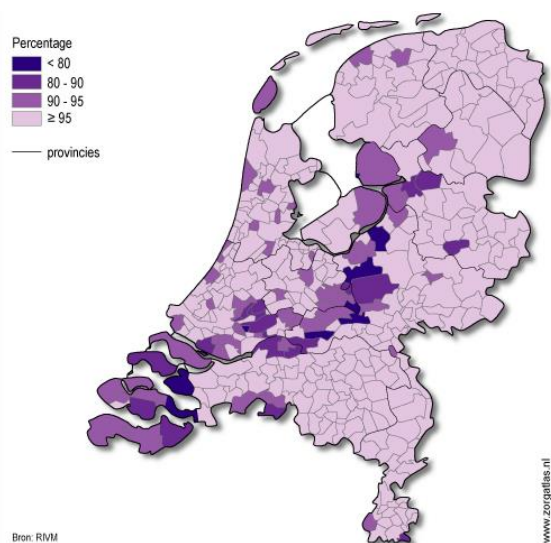 Percentage
< 80
80 - 90
90 - 95
≥ 95
provincies
Bron: RIVM
www.zorgatlas.nl